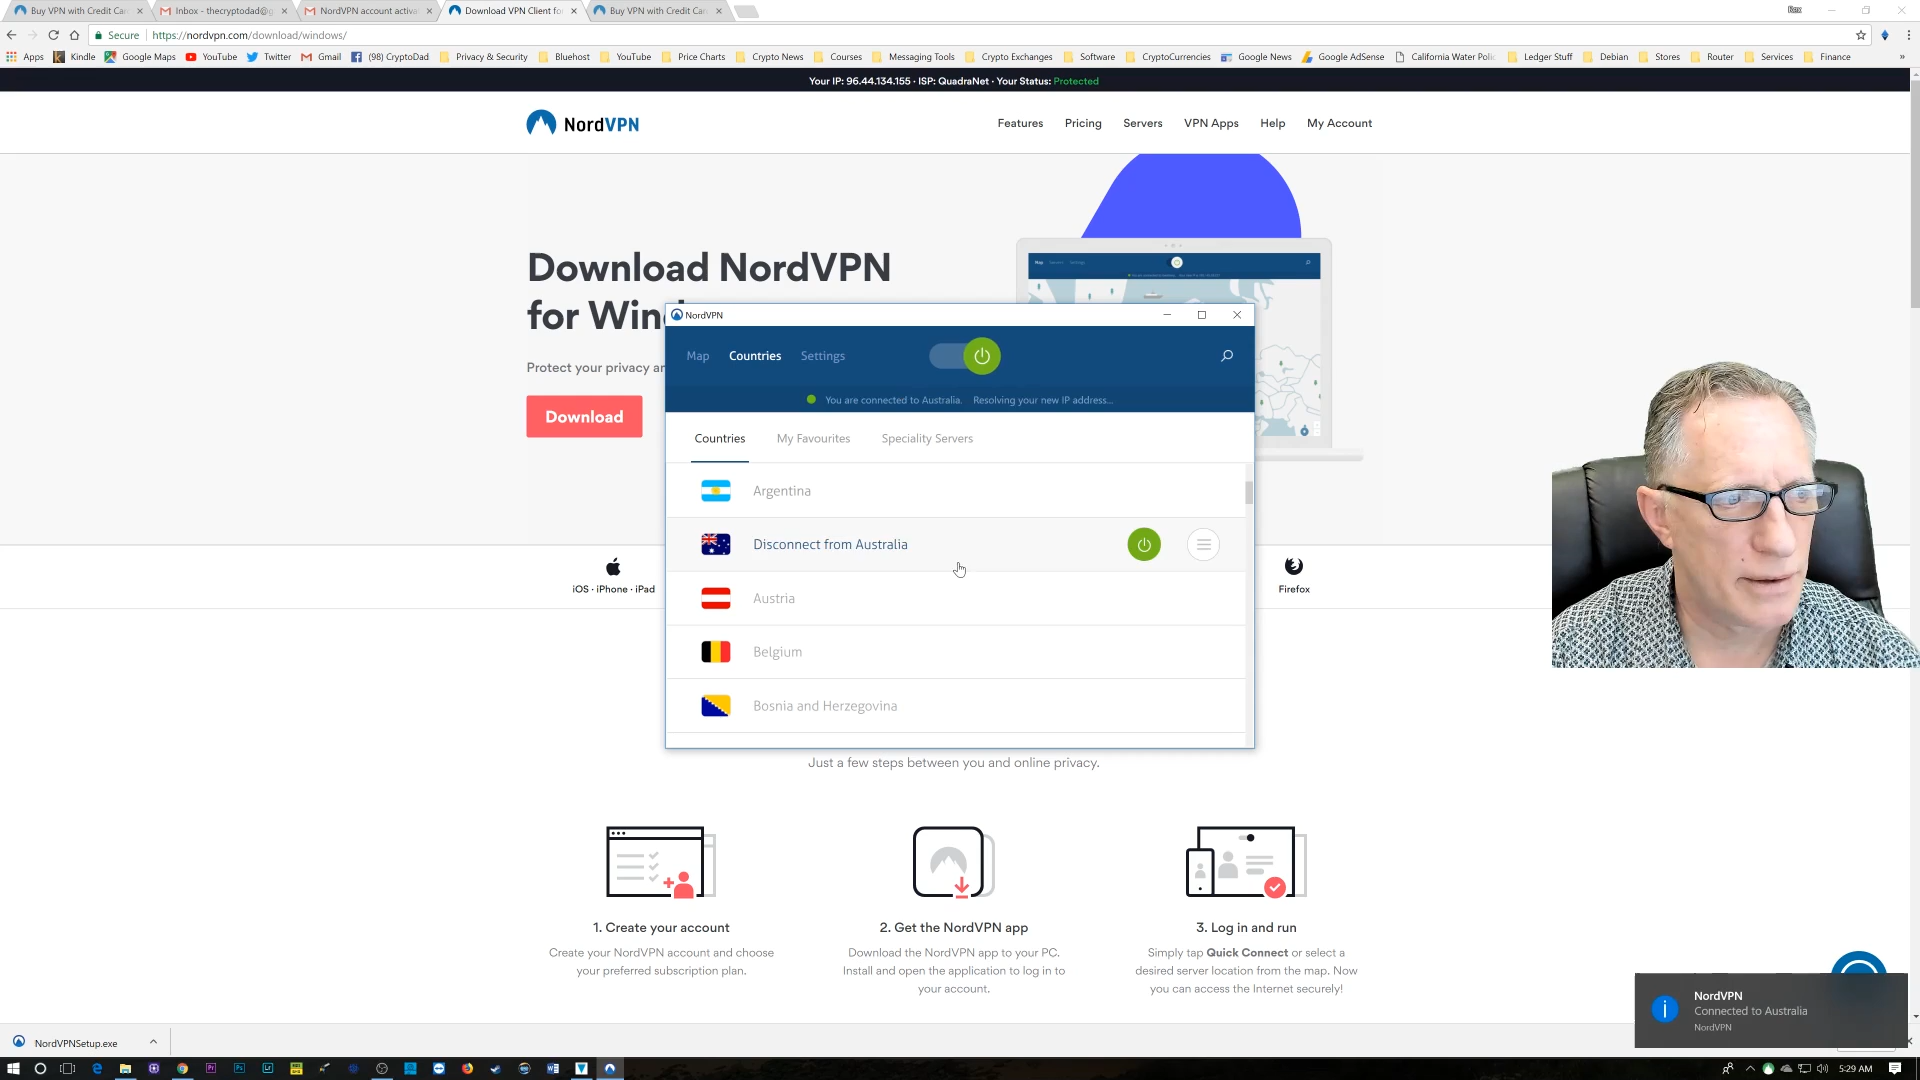 Buy VPN with Credit Car
Inbox - thecryptodad@g
NordVPN account activa
Download VPN Client fo
Buy VPN with Credit Car
Secure
https://nordvpn.com/download/windows/
Apps
Kindle
Google Maps
YouTube
Twitter
Gmail
(98) CryptoDad
Privacy & Security
Bluehost
YouTube
Price Charts
Crypto News
Courses
Messaging Tools
Crypto Exchanges
Software
CryptoCurrencies
Google News
Google AdSense
California Water Polic
Ledger Stuff
Debian
Stores
Router
Services
Finance
Your IP: 96.44.134.155 · ISP: QuadraNet · Your Status: Protected
NordVPN
Features
Pricing
Servers
VPN Apps
Help
My Account
Download NordVPN
for Win
Protect your privacy an
Download
NordVPN
Map
Countries
Settings
You are connected to Australia. Resolving your new IP address...
Countries
My Favourites
Speciality Servers
Argentina
Disconnect from Australia
Austria
Belgium
Bosnia and Herzegovina
iOS · iPhone · iPad
Firefox
Just a few steps between you and online privacy.
1. Create your account
Create your NordVPN account and choose
your preferred subscription plan.
2. Get the NordVPN app
Download the NordVPN app to your PC.
Install and open the application to log in to
your account.
3. Log in and run
Simply tap Quick Connect or select a
desired server location from the map. Now
you can access the Internet securely!
NordVPN
Connected to Australia
NordVPN
NordVPNSetup.exe
5:29 AM